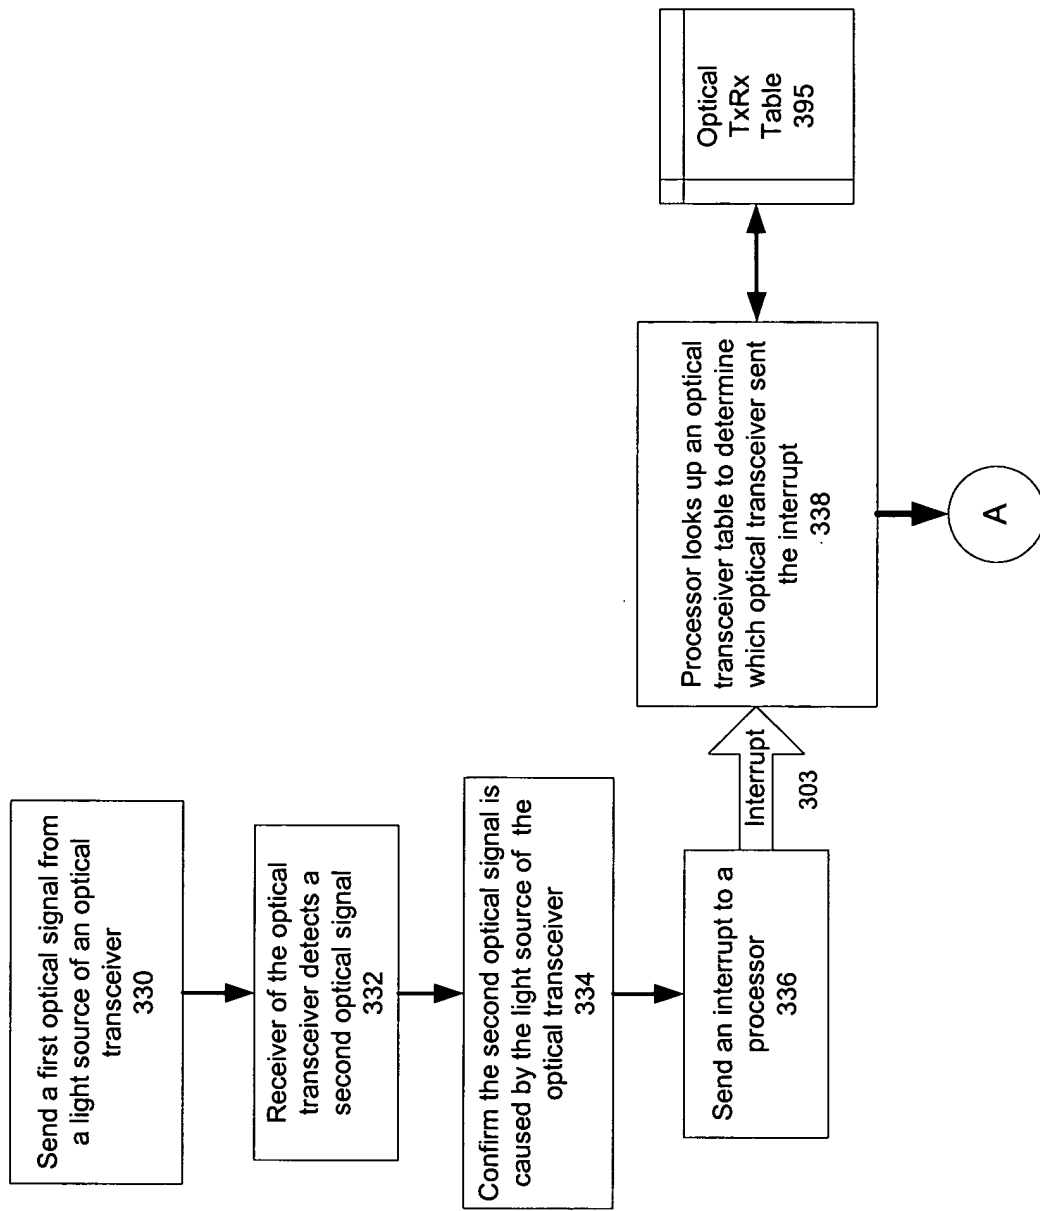 Send a first optical signal from
a light source of an optical
transceiver
330
Receiver of the optical
transceiver detects a
second optical signal
332
Confirm the second optical signal is
caused by the light source of the
optical transceiver
334
Send an interrupt to a
processor
336
Interrupt
303
Processor looks up an optical
transceiver table to determine
which optical transceiver sent
the interrupt
338
Optical
TxRx
Table
395
A